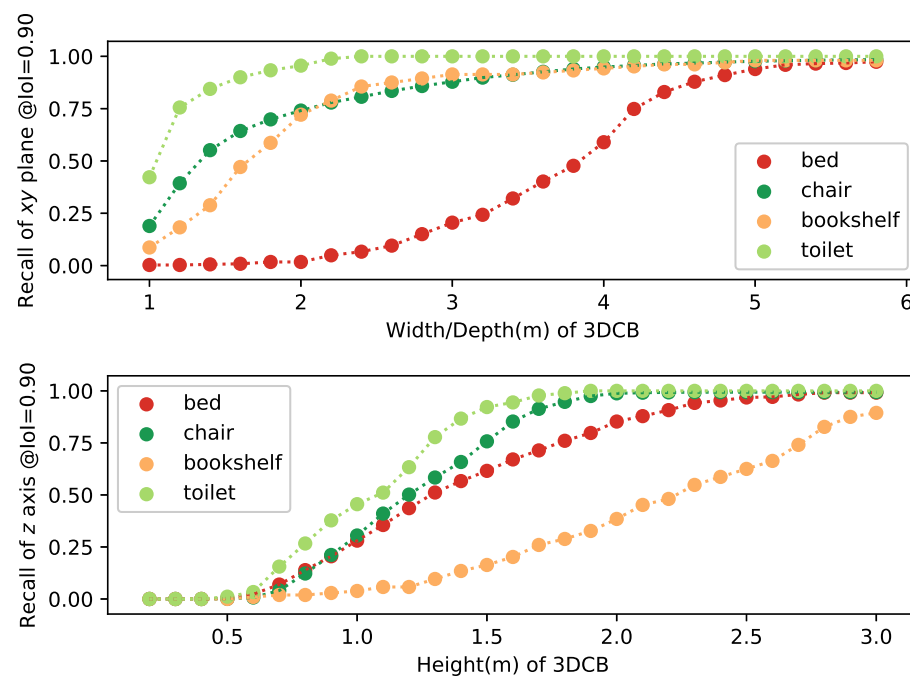 Recall of xy plane @IoI=0.90
1.00
0.75
0.50
0.25
0.00
bed
chair
bookshelf
toilet
1 2 3 4 5 6
Width/Depth(m) of 3DCB
Recall of z axis @IoI=0.90
1.00
0.75
0.50
0.25
0.00
bed
chair
bookshelf
toilet
0.5 1.0 1.5 2.0 2.5 3.0
Height(m) of 3DCB